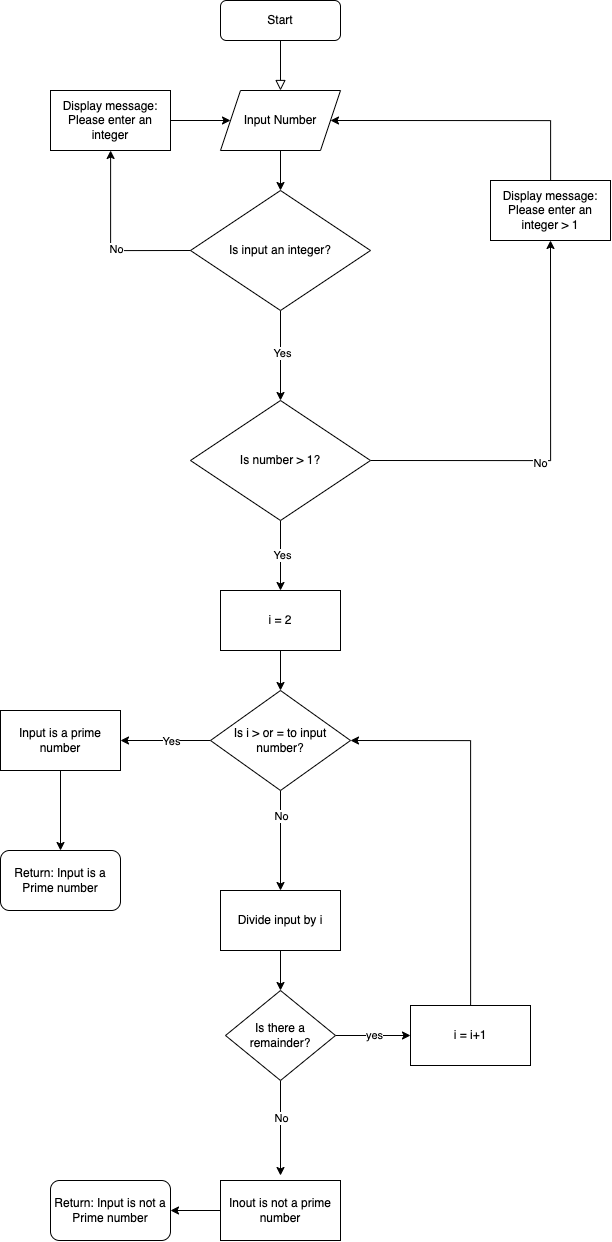 Start
Display message:
Please enter an
integer
Input Number
Display message:
Please enter an
integer > 1
Is input an integer?
No
Yes
Is number > 1?
No
Yes
i = 2
Input is a prime
number
Yes
Is i > or = to input
number?
No
Return: Input is a
Prime number
Divide input by i
Is there a
remainder?
yes
i = i+1
No
Return: Input is not a
Prime number
Inout is not a prime
number